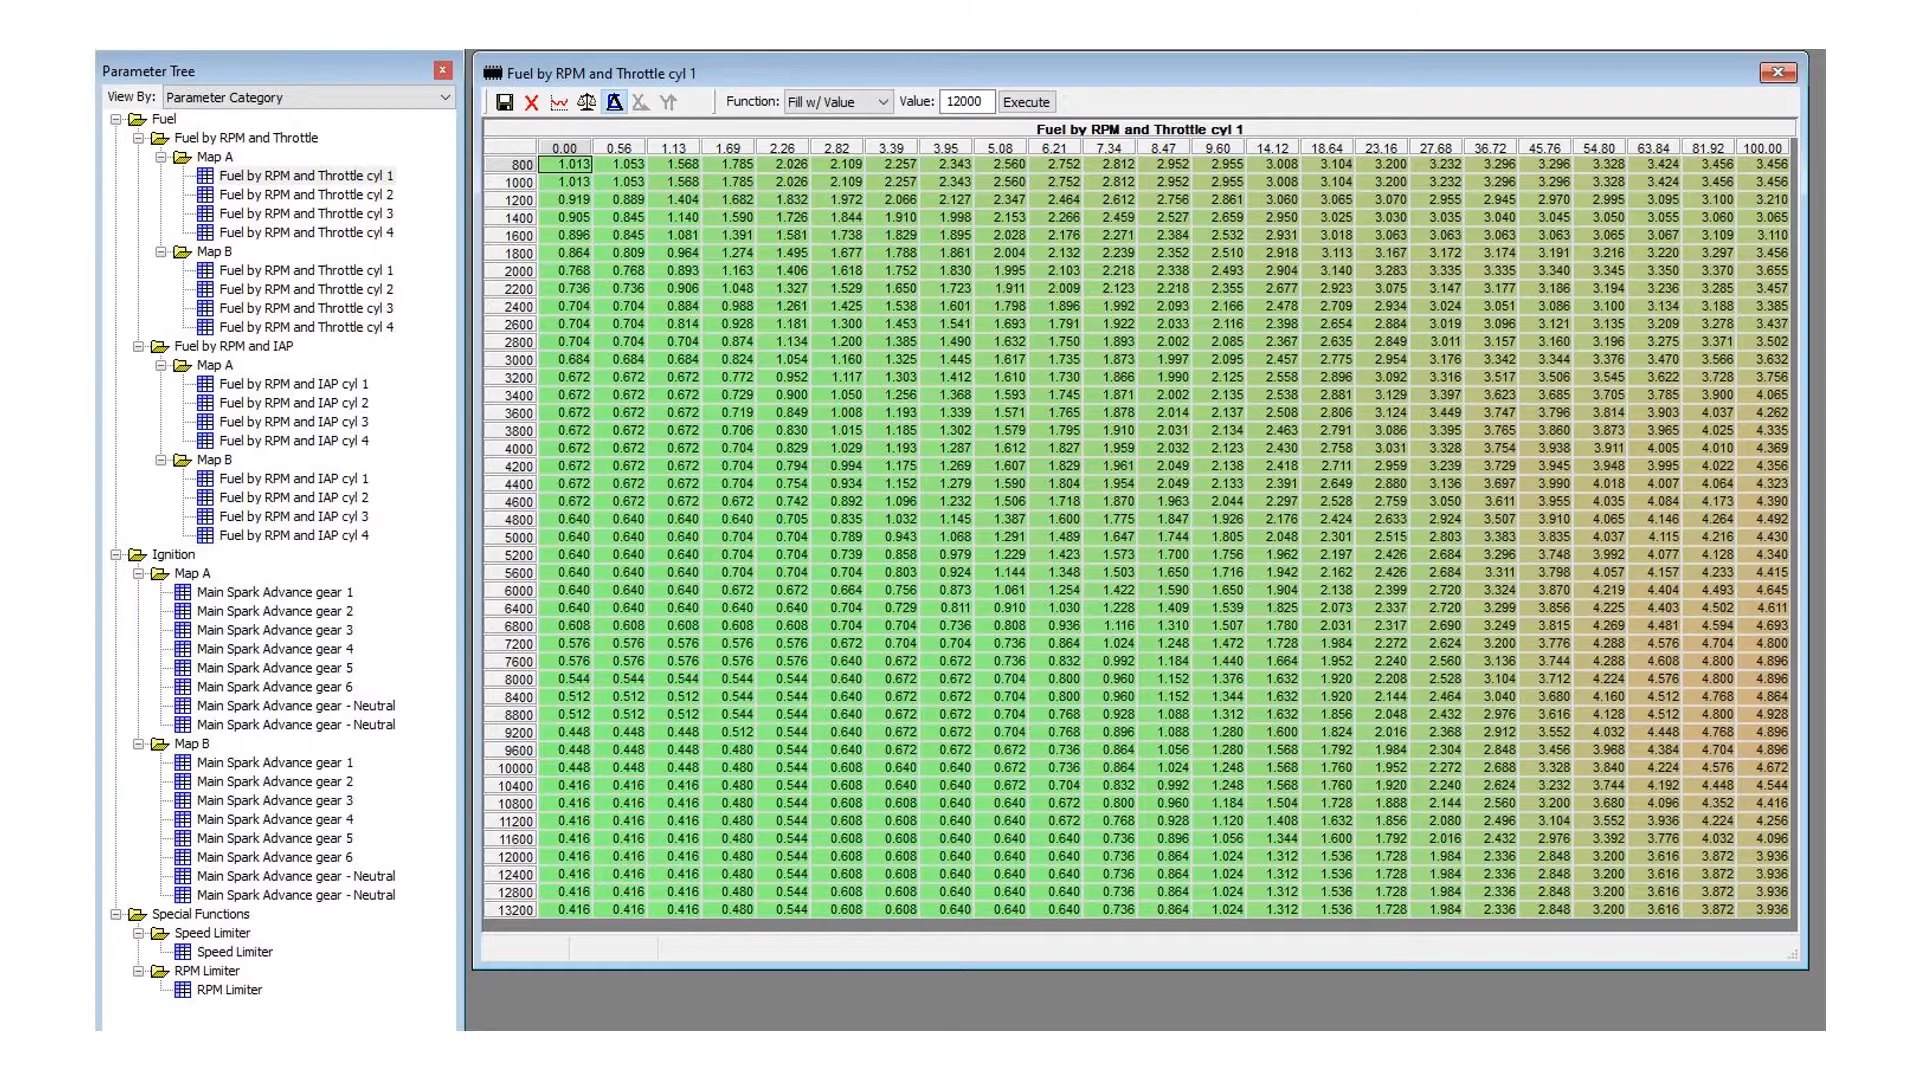 Parameter Tree
View By: Parameter Category
Fuel
Fuel by RPM and Throttle
Map A
Fuel by RPM and Throttle cyl 1
Fuel by RPM and Throttle cyl 2
Fuel by RPM and Throttle cyl 3
Fuel by RPM and Throttle cyl 4
Map B
Fuel by RPM and Throttle cyl 1
Fuel by RPM and Throttle cyl 2
Fuel by RPM and Throttle cyl 3
Fuel by RPM and Throttle cyl 4
Fuel by RPM and IAP
Map A
Fuel by RPM and IAP cyl 1
Fuel by RPM and IAP cyl 2
Fuel by RPM and IAP cyl 3
Fuel by RPM and IAP cyl 4
Map B
Fuel by RPM and IAP cyl 1
Fuel by RPM and IAP cyl 2
Fuel by RPM and IAP cyl 3
Fuel by RPM and IAP cyl 4
Ignition
Map A
Main Spark Advance gear 1
Main Spark Advance gear 2
Main Spark Advance gear 3
Main Spark Advance gear 4
Main Spark Advance gear 5
Main Spark Advance gear 6
Main Spark Advance gear - Neutral
Main Spark Advance gear - Neutral
Map B
Main Spark Advance gear 1
Main Spark Advance gear 2
Main Spark Advance gear 3
Main Spark Advance gear 4
Main Spark Advance gear 5
Main Spark Advance gear 6
Main Spark Advance gear - Neutral
Main Spark Advance gear - Neutral
Special Functions
Speed Limiter
Speed Limiter
RPM Limiter
RPM Limiter
Fuel by RPM and Throttle cyl 1
Function: Fill w/ Value Value: 12000 Execute
Fuel by RPM and Throttle cyl 1
0.00 0.56 1.13 1.69 2.26 2.82 3.39 3.95 5.08 6.21 7.34 8.47 9.60 14.12 18.64 23.16 27.68 36.72 45.76 54.80 63.84 81.92 100.00
800 1.013 1.053 1.568 1.785 2.026 2.109 2.257 2.343 2.560 2.752 2.812 2.952 2.955 3.008 3.104 3.200 3.232 3.296 3.296 3.328 3.424 3.456 3.456
1000 1.013 1.053 1.568 1.785 2.026 2.109 2.257 2.343 2.560 2.752 2.812 2.952 2.955 3.008 3.104 3.200 3.232 3.296 3.296 3.328 3.424 3.456 3.456
1200 0.919 0.889 1.404 1.682 1.832 1.972 2.066 2.127 2.347 2.464 2.612 2.756 2.861 3.060 3.065 3.070 2.955 2.945 2.970 2.995 3.095 3.100 3.210
1400 0.905 0.845 1.140 1.590 1.726 1.844 1.910 1.998 2.153 2.266 2.459 2.527 2.659 2.950 3.025 3.030 3.035 3.040 3.045 3.050 3.055 3.060 3.065
1600 0.896 0.845 1.081 1.391 1.581 1.738 1.829 1.895 2.028 2.176 2.271 2.384 2.532 2.931 3.018 3.063 3.063 3.063 3.063 3.065 3.067 3.109 3.110
1800 0.864 0.809 0.964 1.274 1.495 1.677 1.788 1.861 2.004 2.132 2.239 2.352 2.510 2.918 3.113 3.167 3.172 3.174 3.191 3.216 3.220 3.297 3.456
2000 0.768 0.768 0.893 1.163 1.406 1.618 1.752 1.830 1.995 2.103 2.218 2.338 2.493 2.904 3.140 3.283 3.335 3.335 3.340 3.345 3.350 3.370 3.655
2200 0.736 0.736 0.906 1.048 1.327 1.529 1.650 1.723 1.911 2.009 2.123 2.218 2.355 2.677 2.923 3.075 3.147 3.177 3.186 3.194 3.236 3.285 3.457
2400 0.704 0.704 0.884 0.988 1.261 1.425 1.538 1.601 1.798 1.896 1.992 2.093 2.166 2.478 2.709 2.934 3.024 3.051 3.086 3.100 3.134 3.188 3.385
2600 0.704 0.704 0.814 0.928 1.181 1.300 1.453 1.541 1.693 1.791 1.922 2.033 2.116 2.398 2.654 2.884 3.019 3.096 3.121 3.135 3.209 3.278 3.437
2800 0.704 0.704 0.704 0.874 1.134 1.200 1.385 1.490 1.632 1.750 1.893 2.002 2.085 2.367 2.635 2.849 3.011 3.157 3.160 3.196 3.275 3.371 3.502
3000 0.684 0.684 0.684 0.824 1.054 1.160 1.325 1.445 1.617 1.735 1.873 1.997 2.095 2.457 2.775 2.954 3.176 3.342 3.344 3.376 3.470 3.566 3.632
3200 0.672 0.672 0.672 0.772 0.952 1.117 1.303 1.412 1.610 1.730 1.866 1.990 2.125 2.558 2.896 3.092 3.316 3.517 3.506 3.545 3.622 3.728 3.756
3400 0.672 0.672 0.672 0.729 0.900 1.050 1.256 1.368 1.593 1.745 1.871 2.002 2.135 2.538 2.881 3.129 3.397 3.623 3.685 3.705 3.785 3.900 4.065
3600 0.672 0.672 0.672 0.719 0.849 1.008 1.193 1.339 1.571 1.765 1.878 2.014 2.137 2.508 2.806 3.124 3.449 3.747 3.796 3.814 3.903 4.037 4.262
3800 0.672 0.672 0.672 0.706 0.830 1.015 1.185 1.302 1.579 1.795 1.910 2.031 2.134 2.463 2.791 3.086 3.395 3.765 3.860 3.873 3.965 4.025 4.335
4000 0.672 0.672 0.672 0.704 0.829 1.029 1.193 1.287 1.612 1.827 1.959 2.032 2.123 2.430 2.758 3.031 3.328 3.754 3.938 3.911 4.005 4.010 4.369
4200 0.672 0.672 0.672 0.704 0.794 0.994 1.175 1.269 1.607 1.829 1.961 2.049 2.138 2.418 2.711 2.959 3.239 3.729 3.945 3.948 3.995 4.022 4.356
4400 0.672 0.672 0.672 0.704 0.754 0.934 1.152 1.279 1.590 1.804 1.954 2.049 2.133 2.391 2.649 2.880 3.136 3.697 3.990 4.018 4.007 4.064 4.323
4600 0.672 0.672 0.672 0.672 0.742 0.892 1.096 1.232 1.506 1.718 1.870 1.963 2.044 2.297 2.528 2.759 3.050 3.611 3.955 4.035 4.084 4.173 4.390
4800 0.640 0.640 0.640 0.640 0.705 0.835 1.032 1.145 1.387 1.600 1.775 1.847 1.926 2.176 2.424 2.633 2.924 3.507 3.910 4.065 4.146 4.264 4.492
5000 0.640 0.640 0.640 0.704 0.704 0.789 0.943 1.068 1.291 1.489 1.647 1.744 1.805 2.048 2.301 2.515 2.803 3.383 3.835 4.037 4.115 4.216 4.430
5200 0.640 0.640 0.640 0.704 0.704 0.739 0.858 0.979 1.229 1.423 1.573 1.700 1.756 1.962 2.197 2.426 2.684 3.296 3.748 3.992 4.077 4.128 4.340
5600 0.640 0.640 0.640 0.704 0.704 0.704 0.803 0.924 1.144 1.348 1.503 1.650 1.716 1.942 2.162 2.426 2.684 3.311 3.798 4.057 4.157 4.233 4.415
6000 0.640 0.640 0.640 0.672 0.672 0.664 0.756 0.873 1.061 1.254 1.422 1.590 1.650 1.904 2.138 2.399 2.720 3.324 3.870 4.219 4.404 4.493 4.645
6400 0.640 0.640 0.640 0.640 0.640 0.704 0.729 0.811 0.910 1.030 1.228 1.409 1.539 1.825 2.073 2.337 2.720 3.299 3.856 4.225 4.403 4.502 4.611
6800 0.608 0.608 0.608 0.608 0.608 0.704 0.704 0.736 0.808 0.936 1.116 1.310 1.507 1.780 2.031 2.317 2.690 3.249 3.815 4.269 4.481 4.594 4.693
7200 0.576 0.576 0.576 0.576 0.576 0.672 0.704 0.704 0.736 0.864 1.024 1.248 1.472 1.728 1.984 2.272 2.624 3.200 3.776 4.288 4.576 4.704 4.800
7600 0.576 0.576 0.576 0.576 0.576 0.640 0.672 0.672 0.736 0.832 0.992 1.184 1.440 1.664 1.952 2.240 2.560 3.136 3.744 4.288 4.608 4.800 4.896
8000 0.544 0.544 0.544 0.544 0.544 0.640 0.672 0.672 0.704 0.800 0.960 1.152 1.376 1.632 1.920 2.208 2.528 3.104 3.712 4.224 4.576 4.800 4.896
8400 0.512 0.512 0.512 0.544 0.544 0.640 0.672 0.672 0.704 0.800 0.960 1.152 1.344 1.632 1.920 2.144 2.464 3.040 3.680 4.160 4.512 4.768 4.864
8800 0.512 0.512 0.512 0.544 0.544 0.640 0.672 0.672 0.704 0.768 0.928 1.088 1.312 1.632 1.856 2.048 2.432 2.976 3.616 4.128 4.512 4.800 4.928
9200 0.448 0.448 0.448 0.512 0.544 0.640 0.672 0.672 0.704 0.768 0.896 1.088 1.280 1.600 1.824 2.016 2.368 2.912 3.552 4.032 4.448 4.768 4.896
9600 0.448 0.448 0.448 0.480 0.544 0.640 0.672 0.672 0.672 0.736 0.864 1.056 1.280 1.568 1.792 1.984 2.304 2.848 3.456 3.968 4.384 4.704 4.896
10000 0.448 0.448 0.448 0.480 0.544 0.608 0.640 0.640 0.672 0.736 0.864 1.024 1.248 1.568 1.760 1.952 2.272 2.688 3.328 3.840 4.224 4.576 4.672
10400 0.416 0.416 0.416 0.480 0.544 0.608 0.640 0.640 0.672 0.704 0.832 0.992 1.248 1.568 1.760 1.920 2.240 2.624 3.232 3.744 4.192 4.448 4.544
10800 0.416 0.416 0.416 0.480 0.544 0.608 0.608 0.640 0.640 0.672 0.800 0.960 1.184 1.504 1.728 1.888 2.144 2.560 3.200 3.680 4.096 4.352 4.416
11200 0.416 0.416 0.416 0.480 0.544 0.608 0.608 0.640 0.640 0.672 0.768 0.928 1.120 1.408 1.632 1.856 2.080 2.496 3.104 3.552 3.936 4.224 4.256
11600 0.416 0.416 0.416 0.480 0.544 0.608 0.608 0.640 0.640 0.640 0.736 0.896 1.056 1.344 1.600 1.792 2.016 2.432 2.976 3.392 3.776 4.032 4.096
12000 0.416 0.416 0.416 0.480 0.544 0.608 0.608 0.640 0.640 0.640 0.736 0.864 1.024 1.312 1.536 1.728 1.984 2.336 2.848 3.200 3.616 3.872 3.936
12400 0.416 0.416 0.416 0.480 0.544 0.608 0.608 0.640 0.640 0.640 0.736 0.864 1.024 1.312 1.536 1.728 1.984 2.336 2.848 3.200 3.616 3.872 3.936
12800 0.416 0.416 0.416 0.480 0.544 0.608 0.608 0.640 0.640 0.640 0.736 0.864 1.024 1.312 1.536 1.728 1.984 2.336 2.848 3.200 3.616 3.872 3.936
13200 0.416 0.416 0.416 0.480 0.544 0.608 0.608 0.640 0.640 0.640 0.736 0.864 1.024 1.312 1.536 1.728 1.984 2.336 2.848 3.200 3.616 3.872 3.936